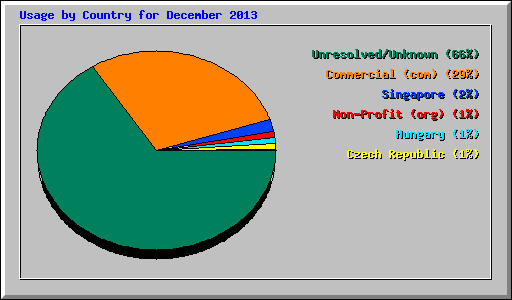 Usage by Country for December 2013
Unresolved/Unknown (66%)
Commercial (com) (29%)
Singapore (2%)
Non-Profit (org) (1%)
Hungary (1%)
Czech Republic (1%)